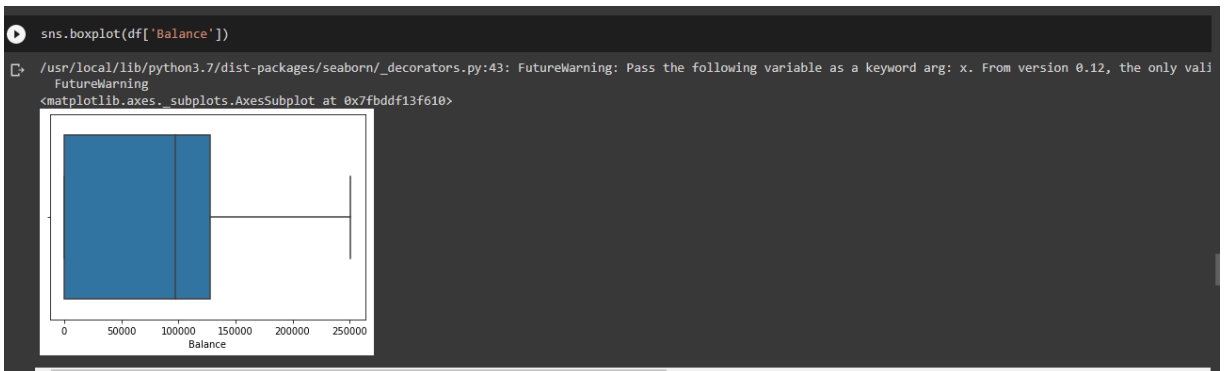 sns.boxplot(df['Balance'])
/usr/local/lib/python3.7/dist-packages/seaborn/_decorators.py:43: FutureWarning: Pass the following variable as a keyword arg: x. From version 0.12, the only vali
FutureWarning
<matplotlib.axes._subplots.AxesSubplot at 0x7fbddf13f610>
0 50000 100000 150000 200000 250000
Balance